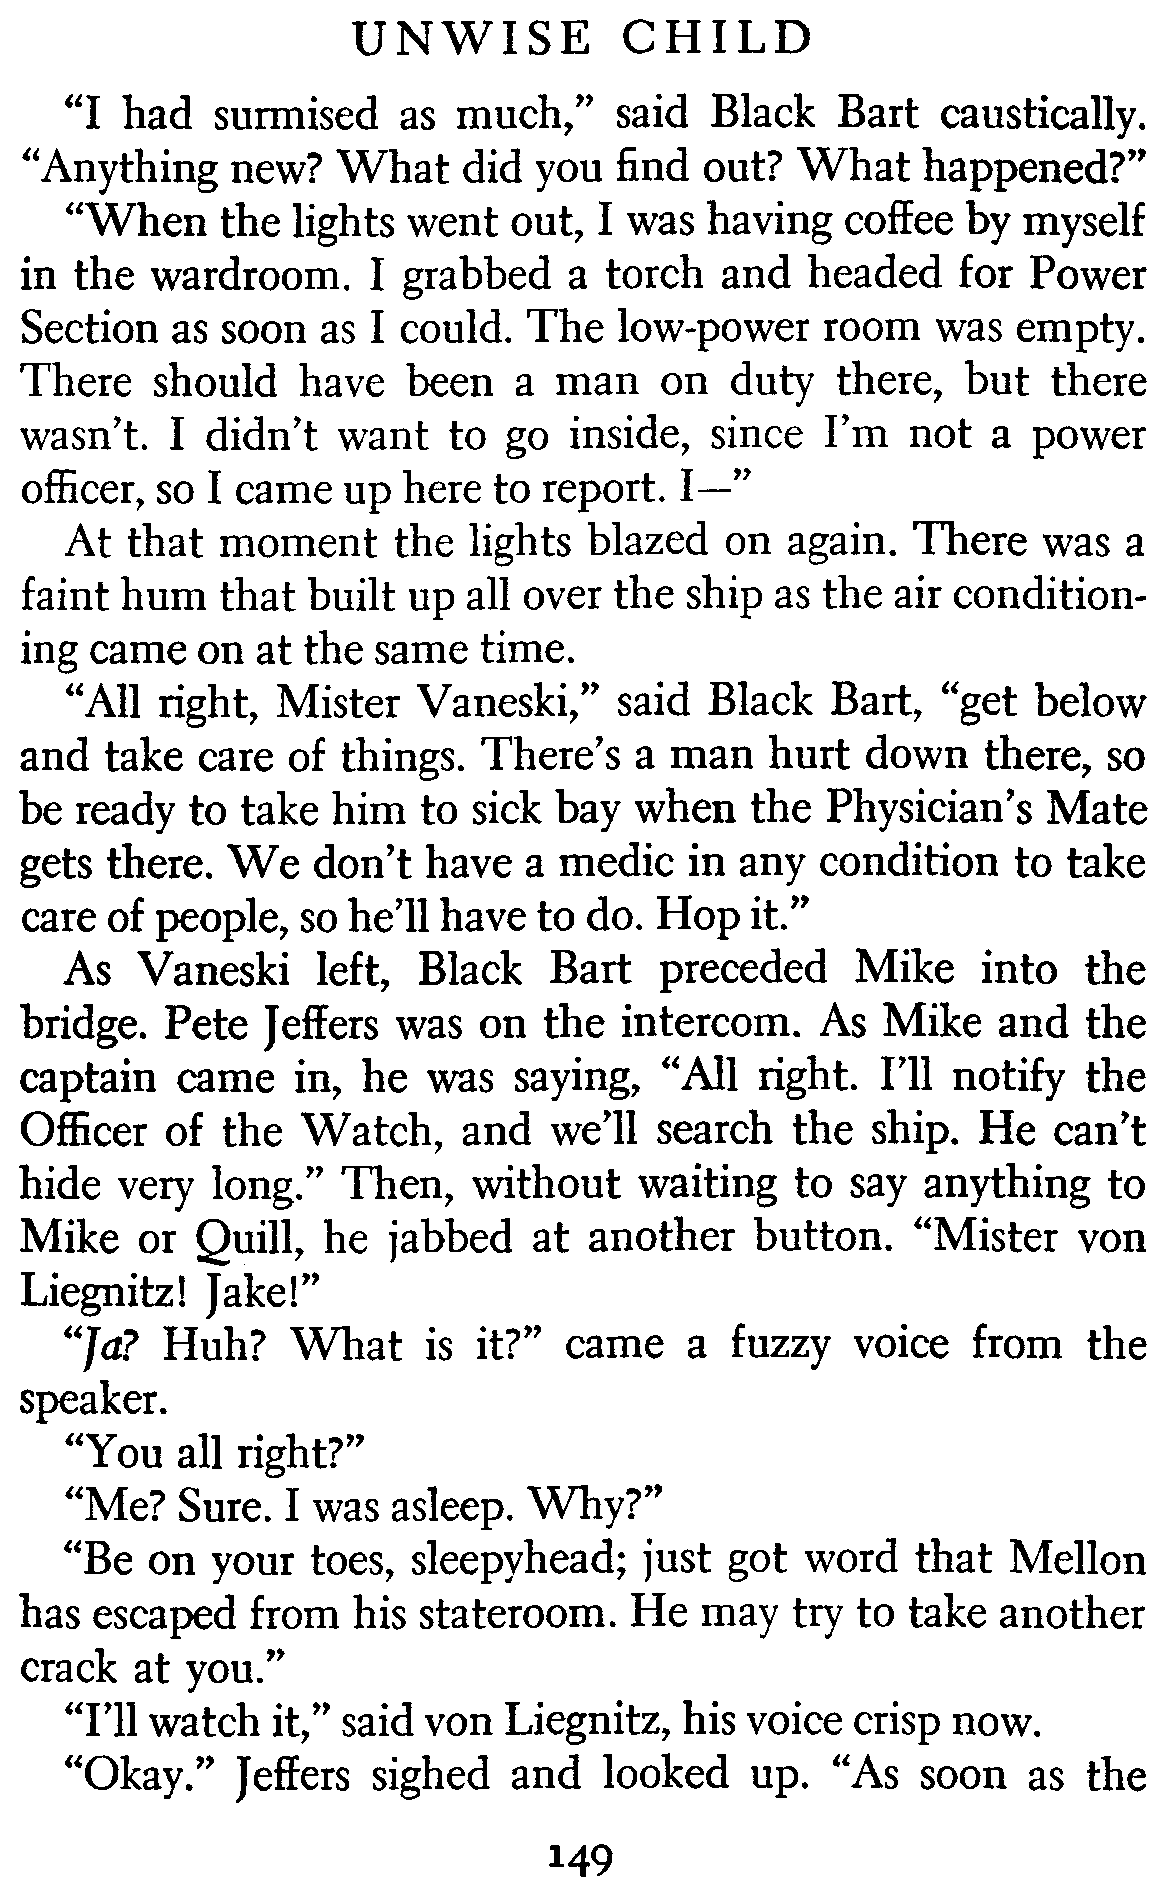 UNWISE CHILD
“I had surmised as much,” said Black Bart caustically.
“Anything new? What did you find out? What happened?”
“When the lights went out, I was having coffee by myself
in the wardroom. I grabbed a torch and headed for Power
Section as soon as I could. The low-power room was empty.
There should have been a man on duty there, but there
wasn’t. I didn’t want to go inside, since I’m not a power
officer, so I came up here to report. I—”
At that moment the lights blazed on again. There was a
faint hum that built up all over the ship as the air condition-
ing came on at the same time.
“All right, Mister Vaneski,” said Black Bart, “get below
and take care of things. There’s a man hurt down there, so
be ready to take him to sick bay when the Physician’s Mate
gets there. We don’t have a medic in any condition to take
care of people, so he’ll have to do. Hop it.”
As Vaneski left, Black Bart preceded Mike into the
bridge. Pete Jeffers was on the intercom. As Mike and the
captain came in, he was saying, “All right. I’ll notify the
Officer of the Watch, and we’ll search the ship. He can’t
hide very long.” Then, without waiting to say anything to
Mike or Quill, he jabbed at another button. “Mister von
Liegnitz! Jake!”
“Ja? Huh? What is it?” came a fuzzy voice from the
speaker.
“You all right?”
“Me? Sure. I was asleep. Why?”
“Be on your toes, sleepyhead; just got word that Mellon
has escaped from his stateroom. He may try to take another
crack at you.”
“I’ll watch it,” said von Liegnitz, his voice crisp now.
“Okay.” Jeffers sighed and looked up. “As soon as the
149